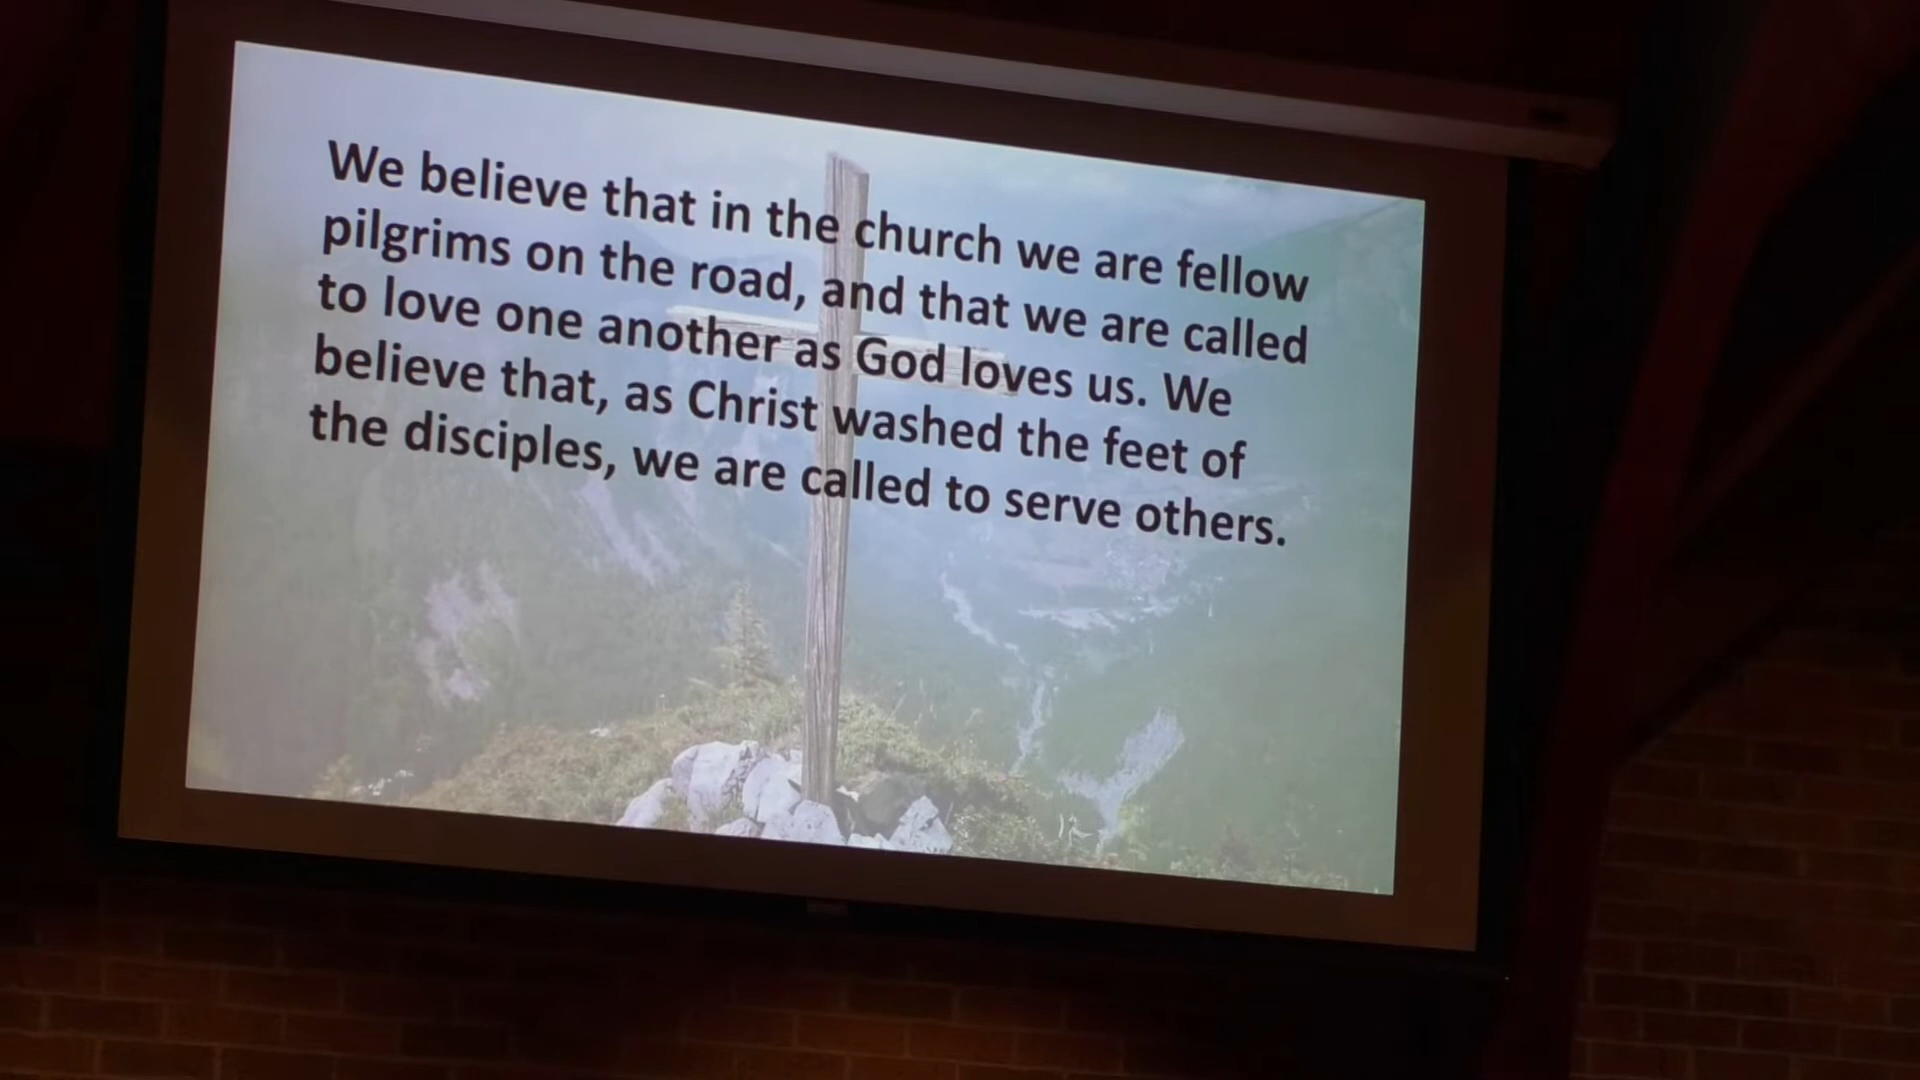 We believe that in the church we are fellow
pilgrims on the road, and that we are called
to love one another as God loves us. We
believe that, as Christ washed the feet of
the disciples, we are called to serve others.